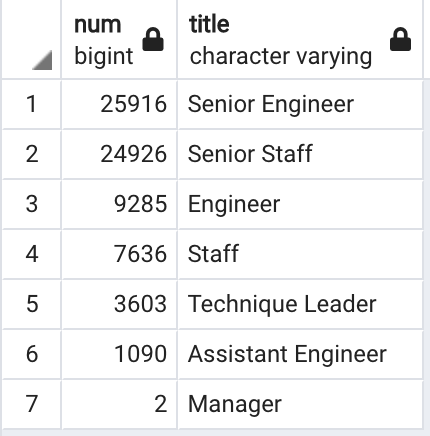 num title
bigint character varying
1 25916 Senior Engineer
2 24926 Senior Staff
3 9285 Engineer
4 7636 Staff
5 3603 Technique Leader
6 1090 Assistant Engineer
7 2 Manager